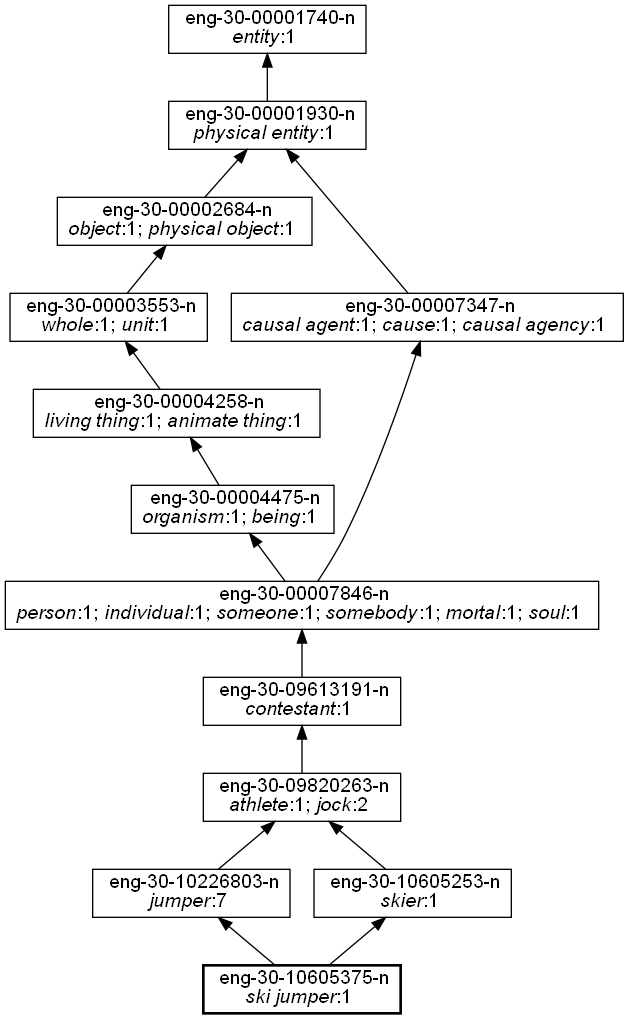 eng-30-00001740-n
entity:1
eng-30-00001930-n
physical entity:1
eng-30-00002684-n
object:1; physical object:1
eng-30-00003553-n
whole:1; unit:1
eng-30-00007347-n
causal agent:1; cause:1; causal agency:1
eng-30-00004258-n
living thing:1; animate thing:1
eng-30-00004475-n
organism:1; being:1
eng-30-00007846-n
person:1; individual:1; someone:1; somebody:1; mortal:1; soul:1
eng-30-09613191-n
contestant:1
eng-30-09820263-n
athlete:1; jock:2
eng-30-10226803-n
jumper:7
eng-30-10605253-n
skier:1
eng-30-10605375-n
ski jumper:1